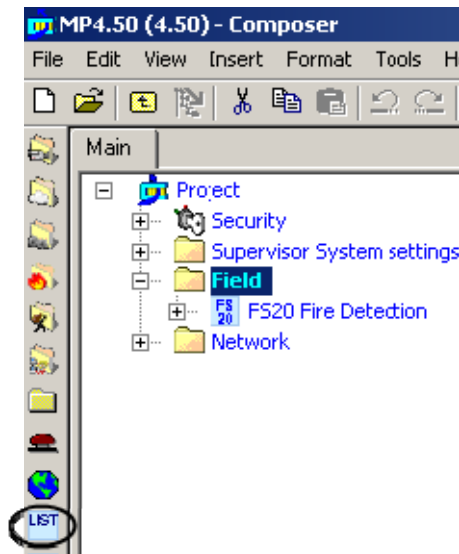 MP4.50 (4.50) - Composer
File Edit View Insert Format Tools H
Main
Project
Security
Supervisor System settings
Field
FS
20
FS20 Fire Detection
Network
LIST